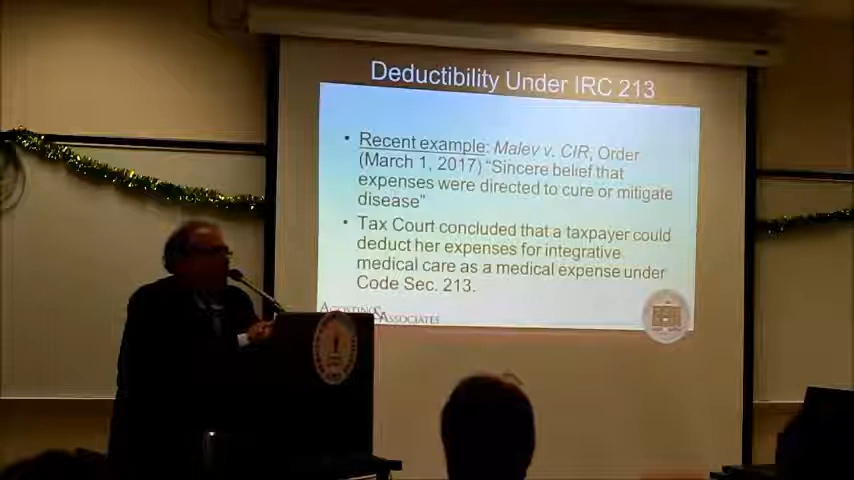 Deductibility Under IRC 213
• Recent example: Malev v. CIR, Order
(March 1, 2017) "Sincere belief that
expenses were directed to cure or mitigate
disease"
• Tax Court concluded that a taxpayer could
deduct her expenses for integrative
medical care as a medical expense under
Code Sec. 213.
AGOSTINO & ASSOCIATES